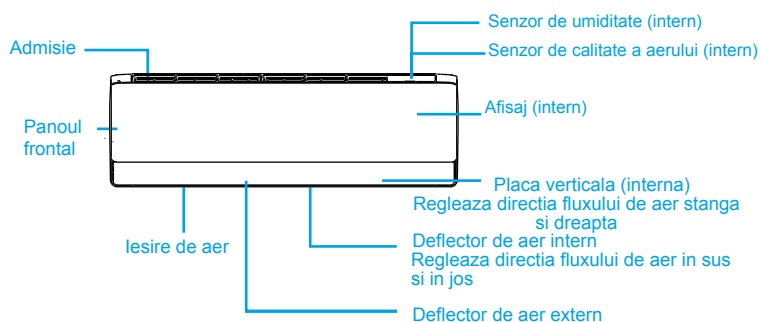 Senzor de umiditate (intern)
Admisie
Senzor de calitate a aerului (intern)
Afisaj (intern)
Panoul
frontal
Placa verticala (interna)
Regleaza directia fluxului de aer stanga
si dreapta
Iesire de aer
Deflector de aer intern
Regleaza directia fluxului de aer in sus
si in jos
Deflector de aer extern